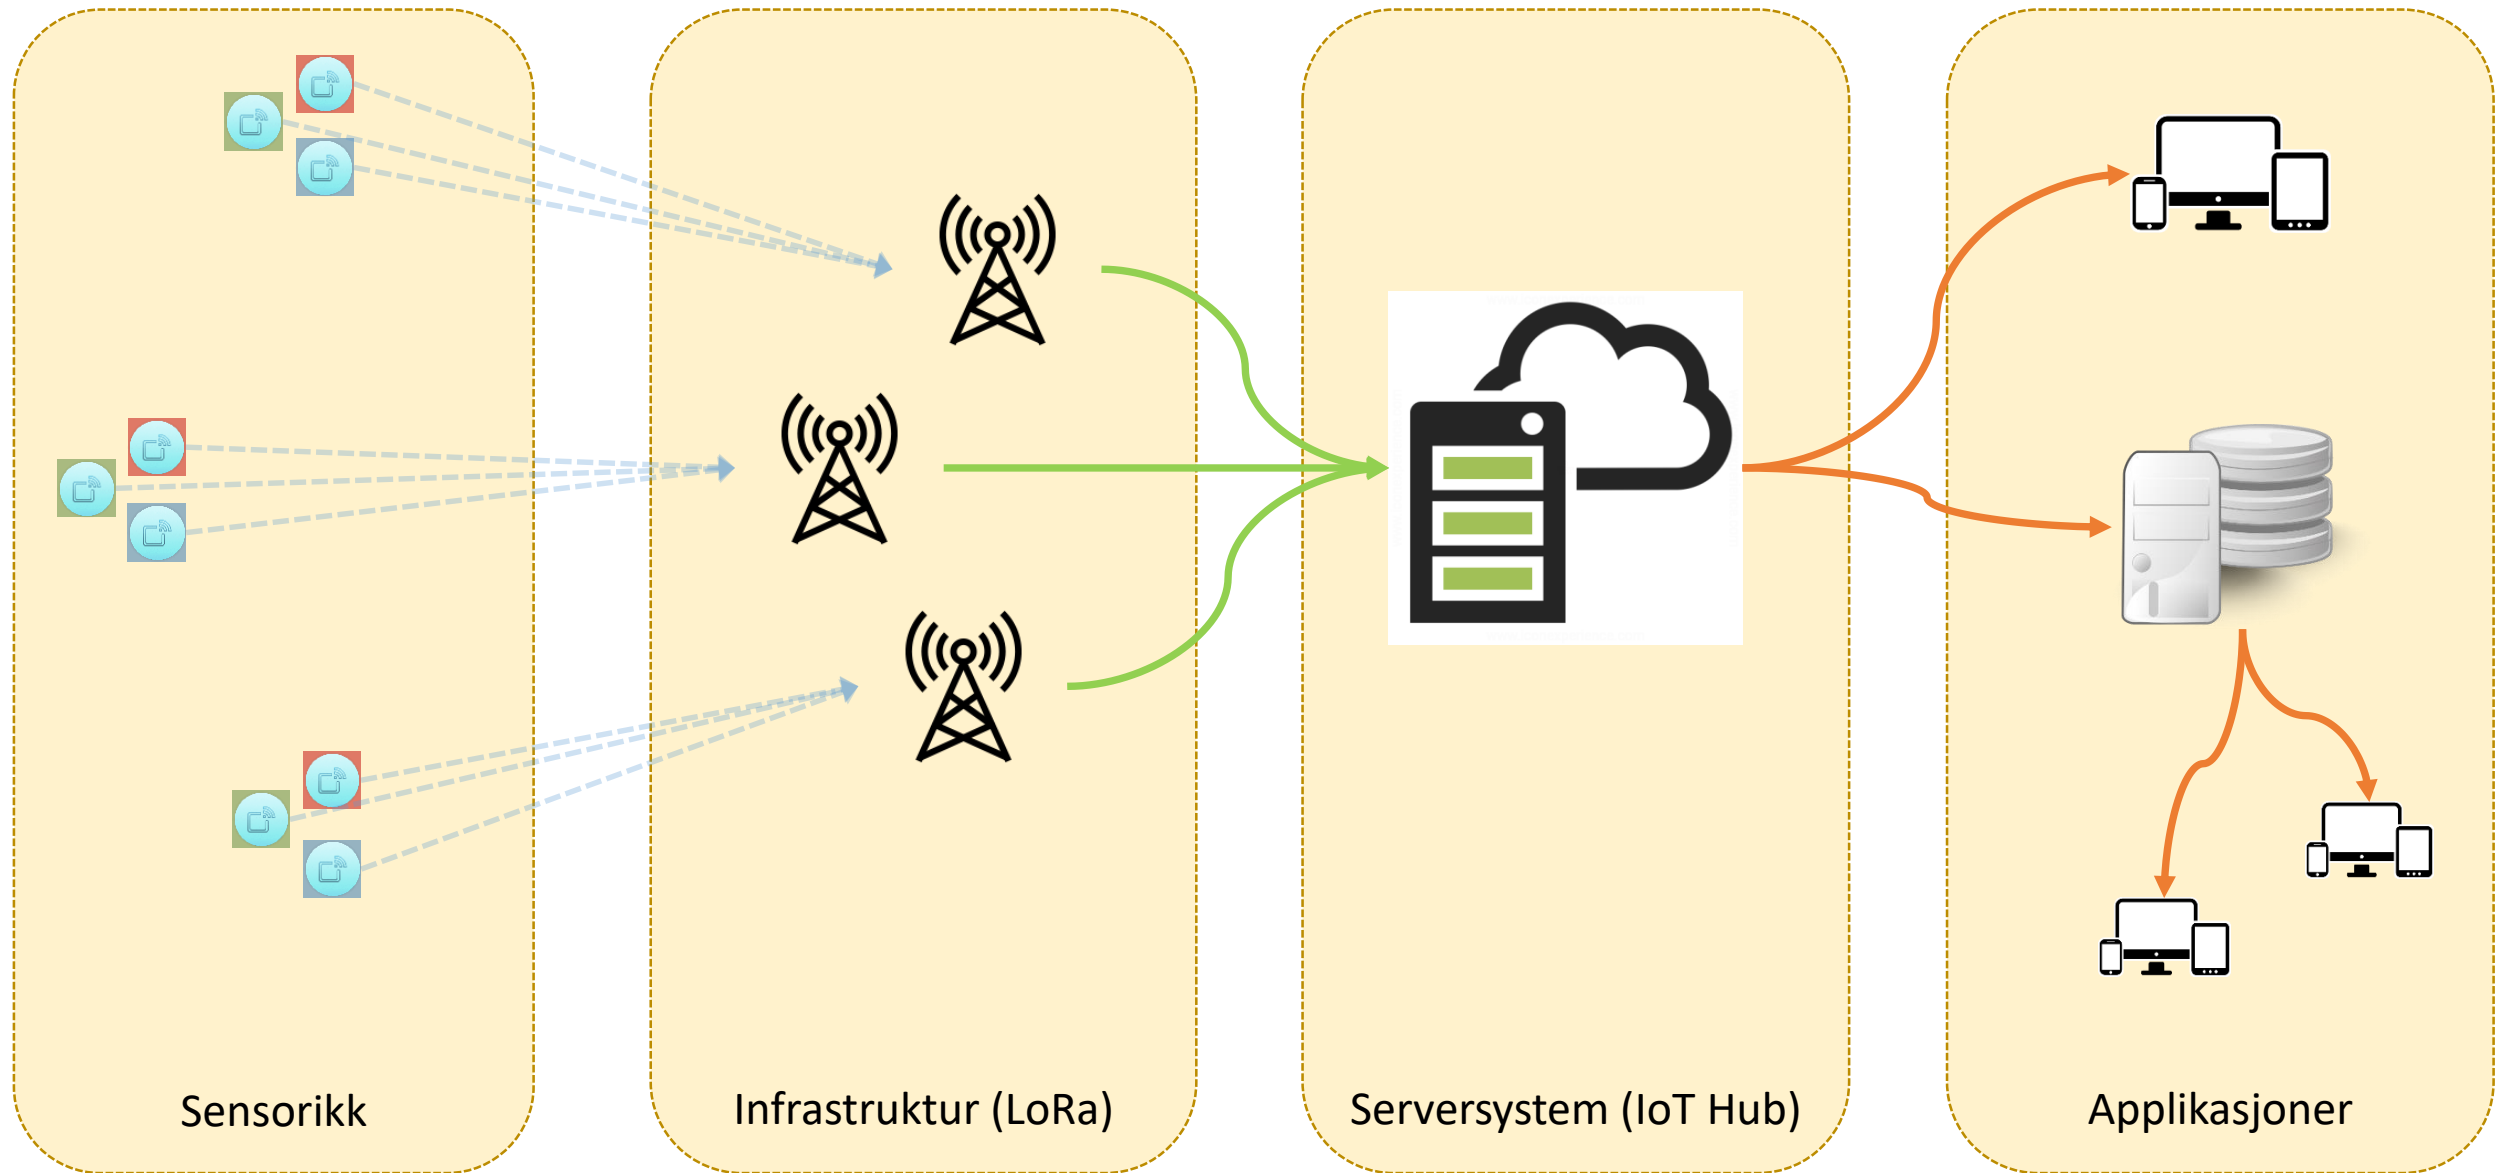 Sensorikk
Infrastruktur (LoRa)
Serversystem (IoT Hub)
Applikasjoner